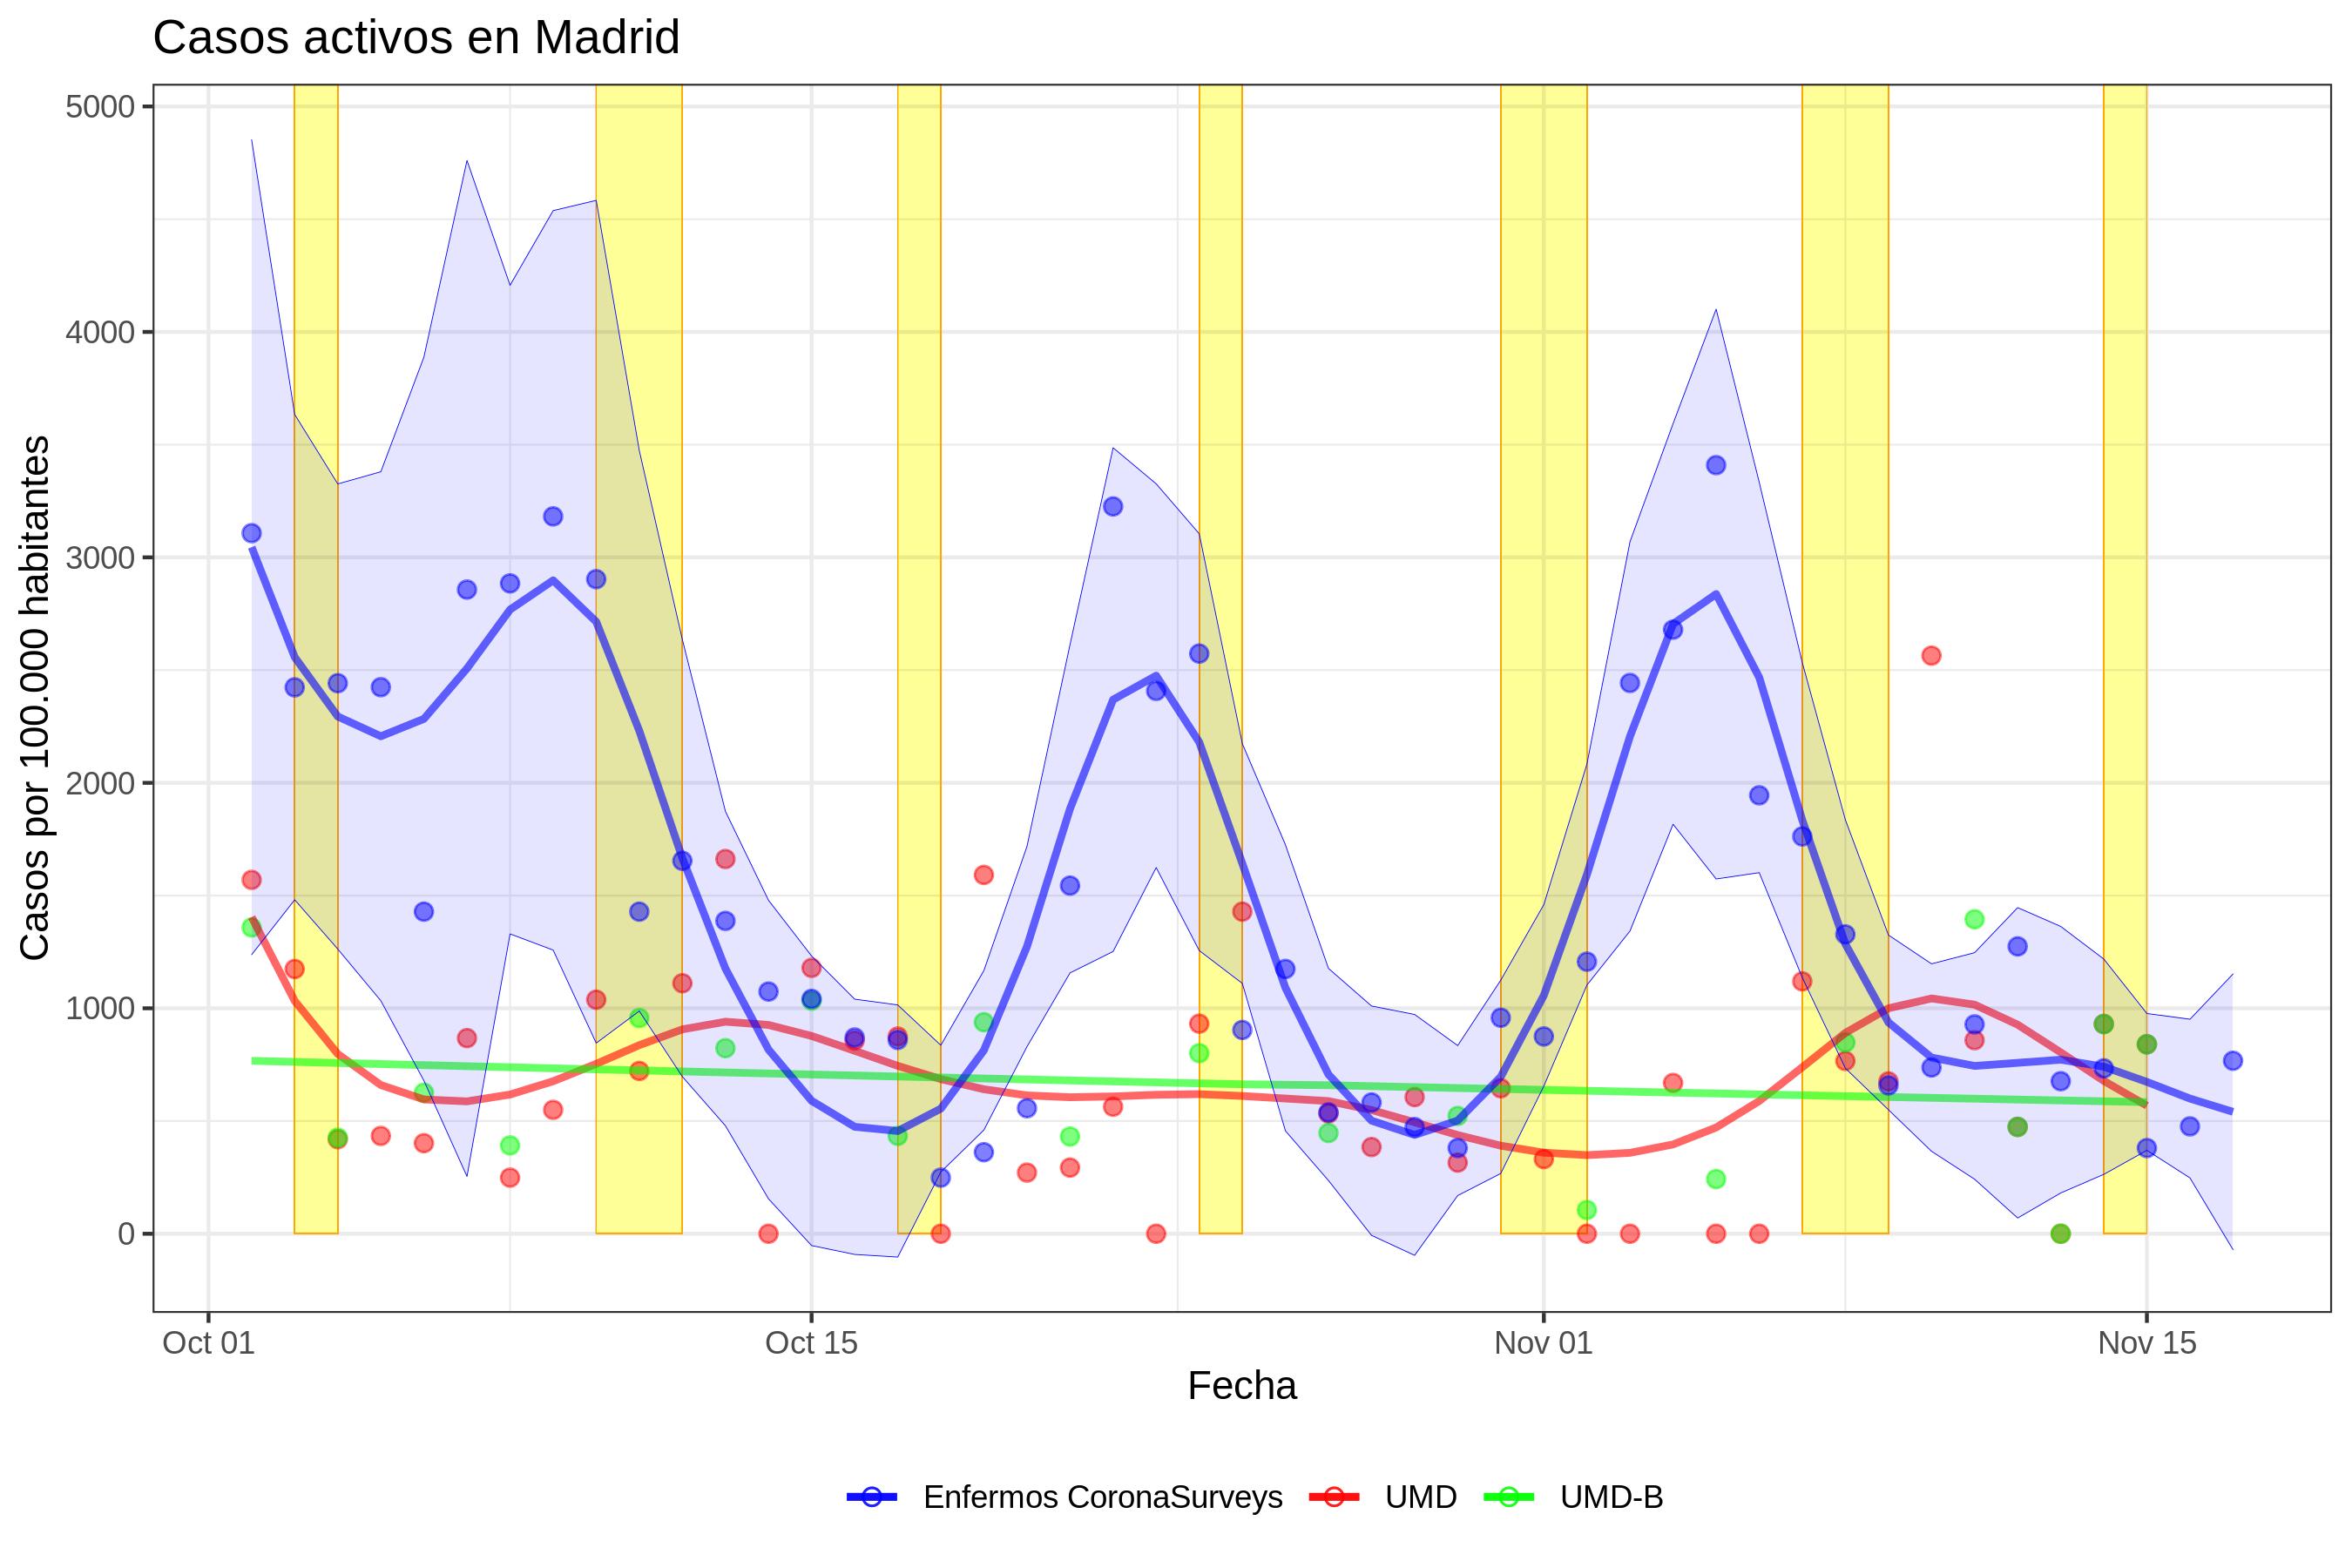 Casos activos en Madrid
Casos por 100.000 habitantes
5000
4000
3000
2000
1000
0
Oct 01 Oct 15 Nov 01 Nov 15
Fecha
Enfermos CoronaSurveys UMD UMD-B